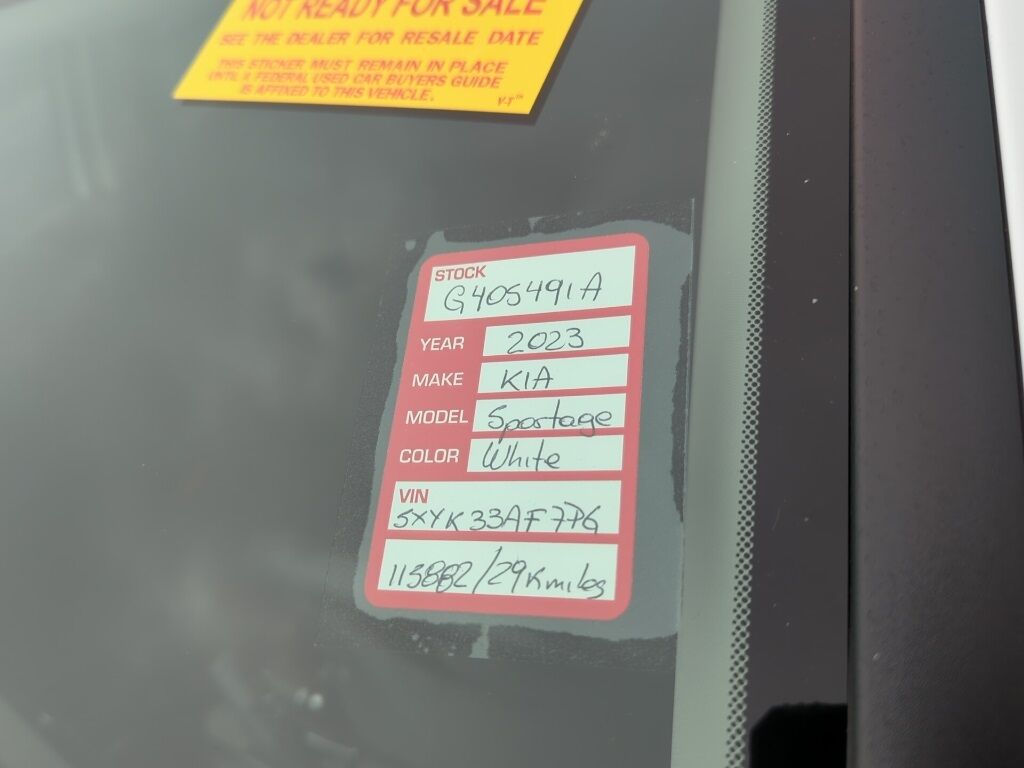 NOT READY FOR SALE
SEE THE DEALER FOR RESALE DATE
THIS STICKER MUST REMAIN IN PLACE
UNTIL A FEDERAL USED CAR BUYERS GUIDE
IS AFFIXED TO THIS VEHICLE.
V-T™
STOCK
G405491A
YEAR 2023
MAKE KIA
MODEL Sportage
COLOR White
VIN
5XYK33AF7PG
115882/29Kmiles